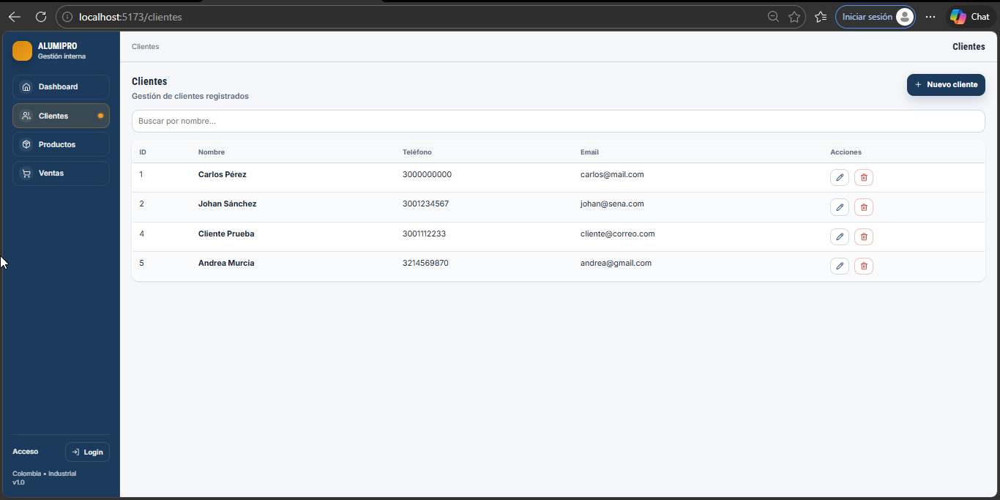 localhost:5173/clientes
Iniciar sesión
Chat
ALUMIPRO
Gestión interna
Dashboard
Clientes
Productos
Ventas
Acceso
Login
Colombia • Industrial
v1.0
Clientes
Clientes
Clientes
Gestión de clientes registrados
+ Nuevo cliente
Buscar por nombre...
ID Nombre Teléfono Email Acciones
1 Carlos Pérez 3000000000 carlos@mail.com
2 Johan Sánchez 3001234567 johan@sena.com
4 Cliente Prueba 3001112233 cliente@correo.com
5 Andrea Murcia 3214569870 andrea@gmail.com